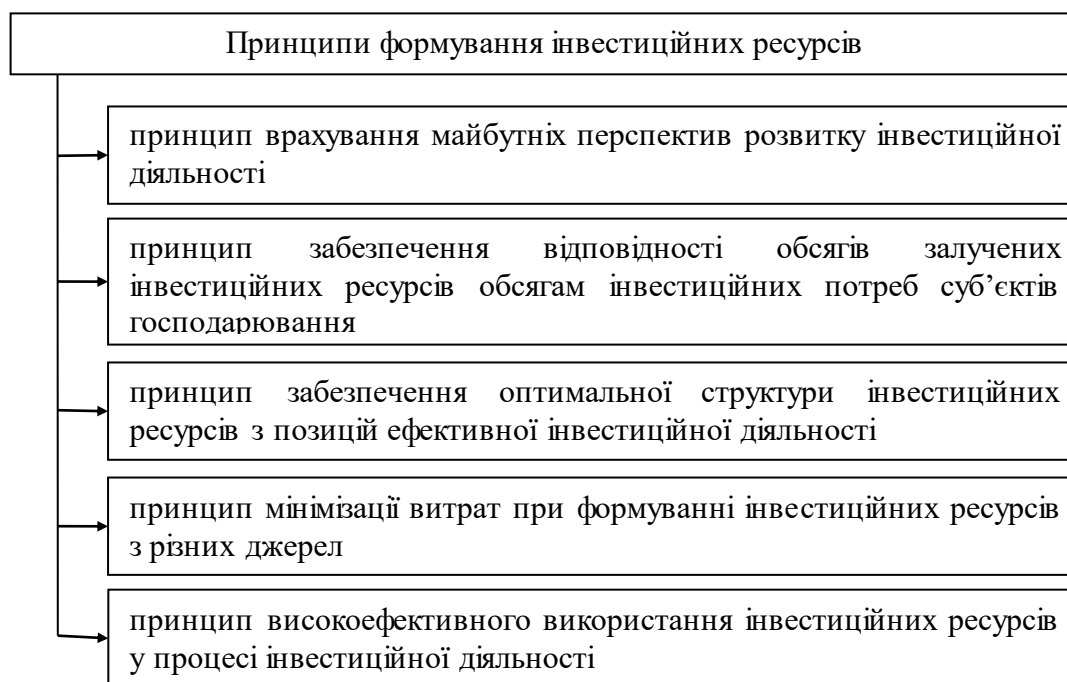 Принципи формування інвестиційних ресурсів
принцип врахування майбутніх перспектив розвитку інвестиційної
діяльності
принцип забезпечення відповідності обсягів залучених
інвестиційних ресурсів обсягам інвестиційних потреб суб’єктів
господарювання
принцип забезпечення оптимальної структури інвестиційних
ресурсів з позицій ефективної інвестиційної діяльності
принцип мінімізації витрат при формуванні інвестиційних ресурсів
з різних джерел
принцип високоефективного використання інвестиційних ресурсів
у процесі інвестиційної діяльності